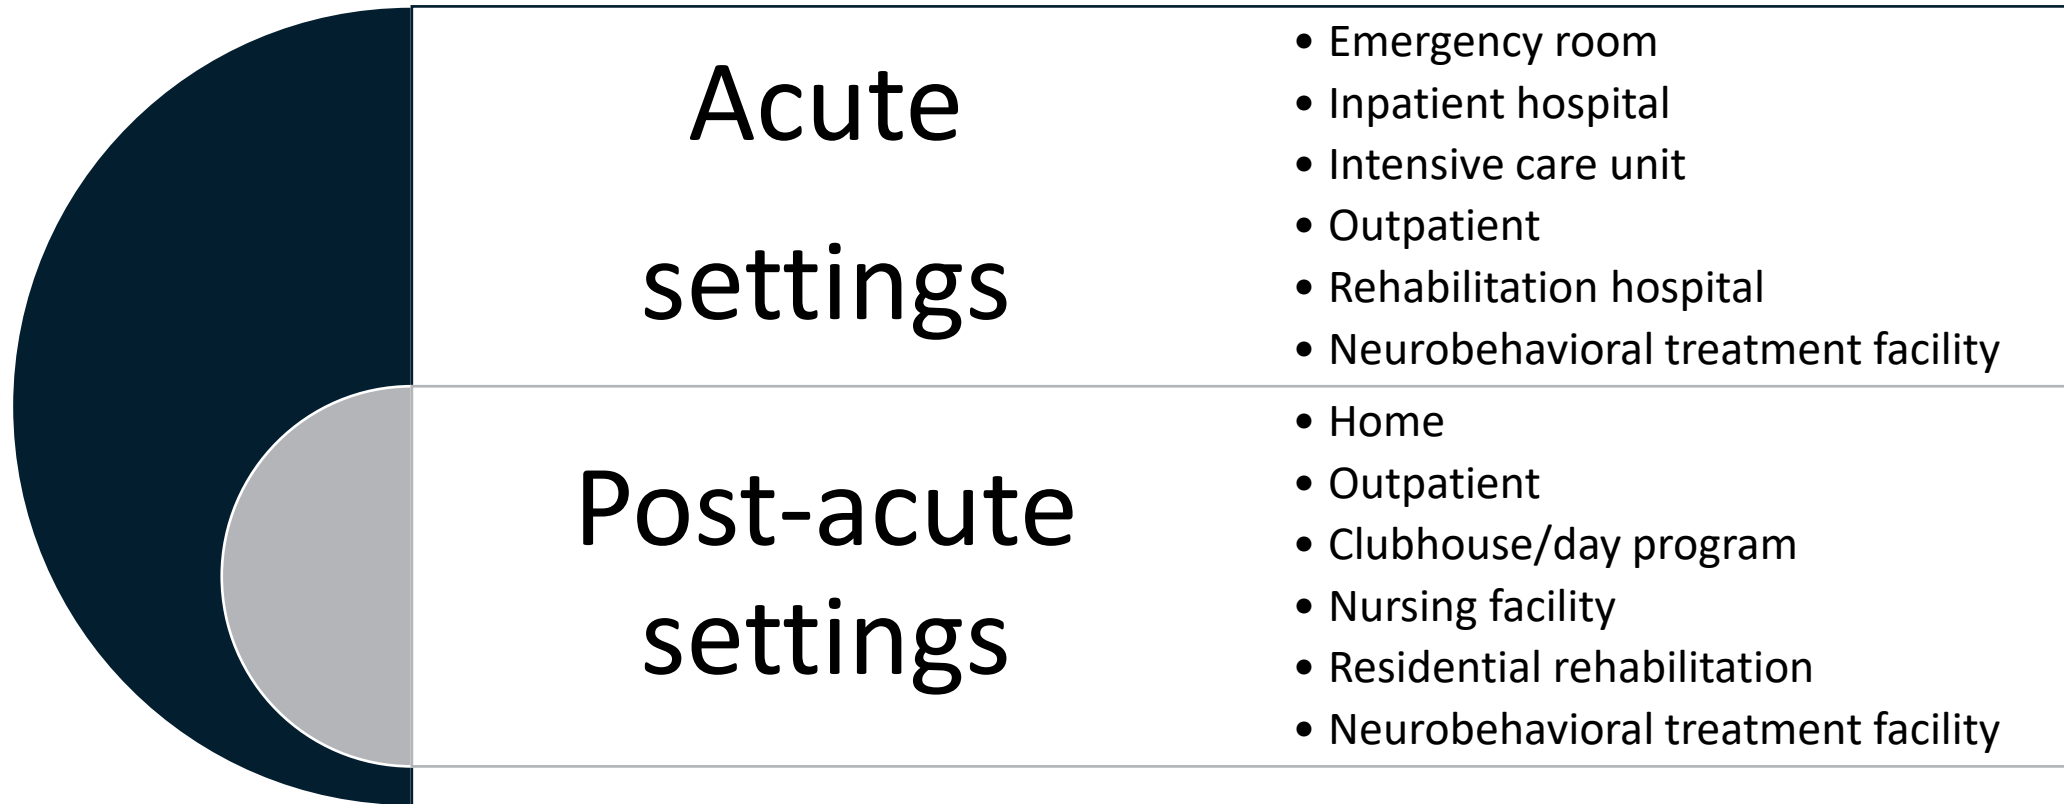 Acute
settings
• Emergency room
• Inpatient hospital
• Intensive care unit
• Outpatient
• Rehabilitation hospital
• Neurobehavioral treatment facility
Post-acute
settings
• Home
• Outpatient
• Clubhouse/day program
• Nursing facility
• Residential rehabilitation
• Neurobehavioral treatment facility